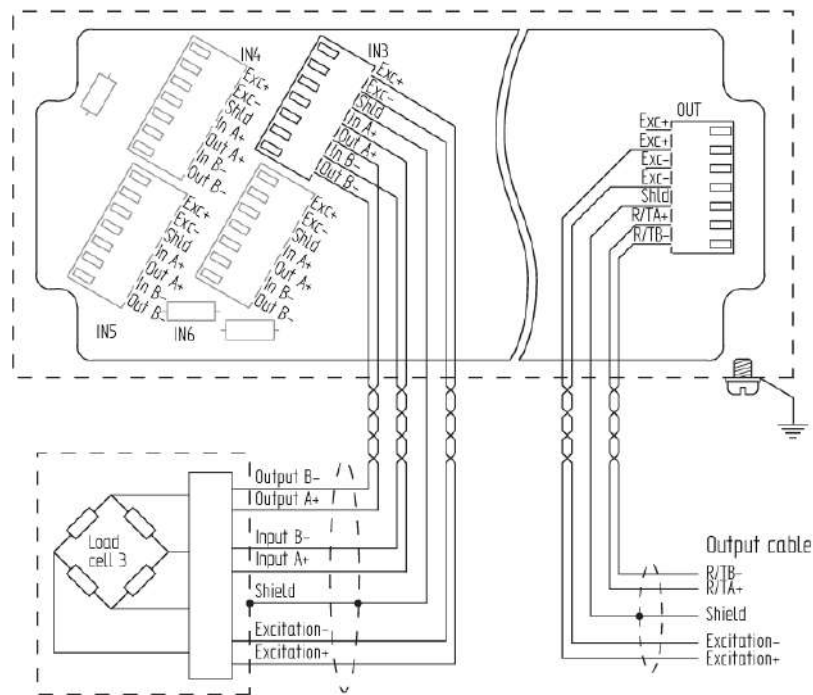 IN4
Exc+
Exc-
Shld
In A+
Out A+
In B-
Out B-
IN3
Exc+
Exc-
Shld
In A+
Out A+
In B-
Out B-
Exc+
Exc-
Shld
In A+
Out A+
In B-
Out B-
IN5
Exc+
Exc-
Shld
In A+
Out A+
In B-
Out B-
IN6
OUT
Exc+
Exc+
Exc-
Exc-
Shld
R/TA+
R/TB-
Load
cell 3
Output B-
Output A+
Input B-
Input A+
Shield
Excitation-
Excitation+
Output cable
R/TB-
R/TA+
Shield
Excitation-
Excitation+